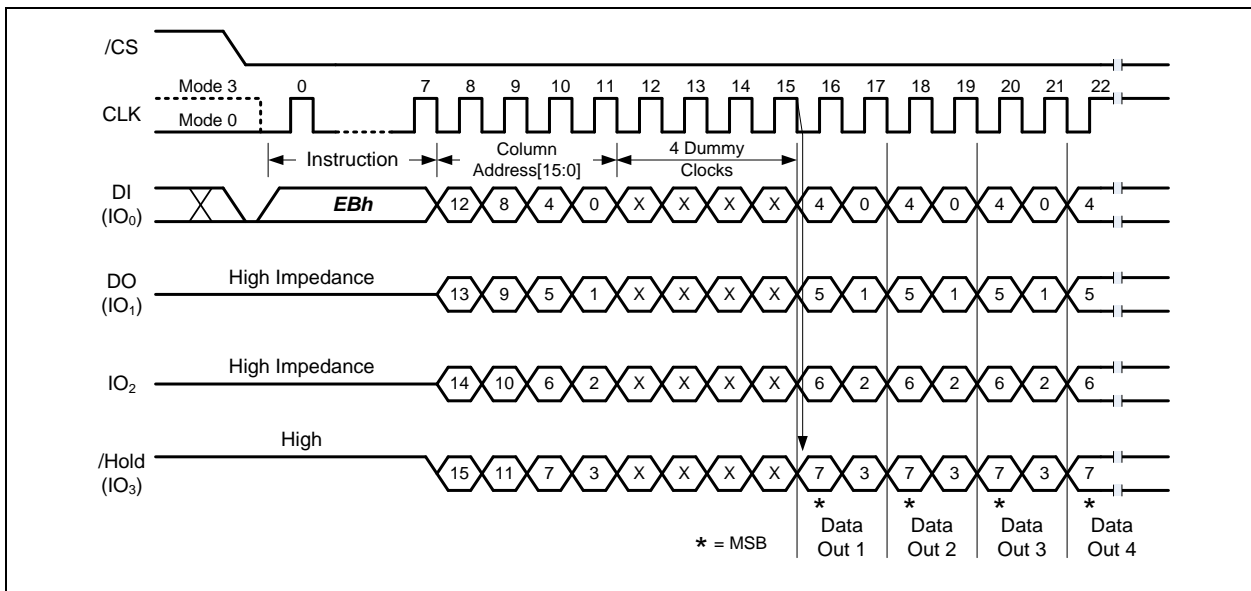 /CS
Mode 3 0 7 8 9 10 11 12 13 14 15 16 17 18 19 20 21 22
CLK
Mode 0
Instruction Column Address[15:0] 4 Dummy Clocks
DI (IO₀) EBh 12 8 4 0 X X X X 4 0 4 0 4 0 4
DO (IO₁) High Impedance 13 9 5 1 X X X X 5 1 5 1 5 1 5
IO₂ High Impedance 14 10 6 2 X X X X 6 2 6 2 6 2 6
/Hold (IO₃) High 15 11 7 3 X X X X 7 3 7 3 7 3 7
* * * *
* = MSB
Data Out 1 Data Out 2 Data Out 3 Data Out 4